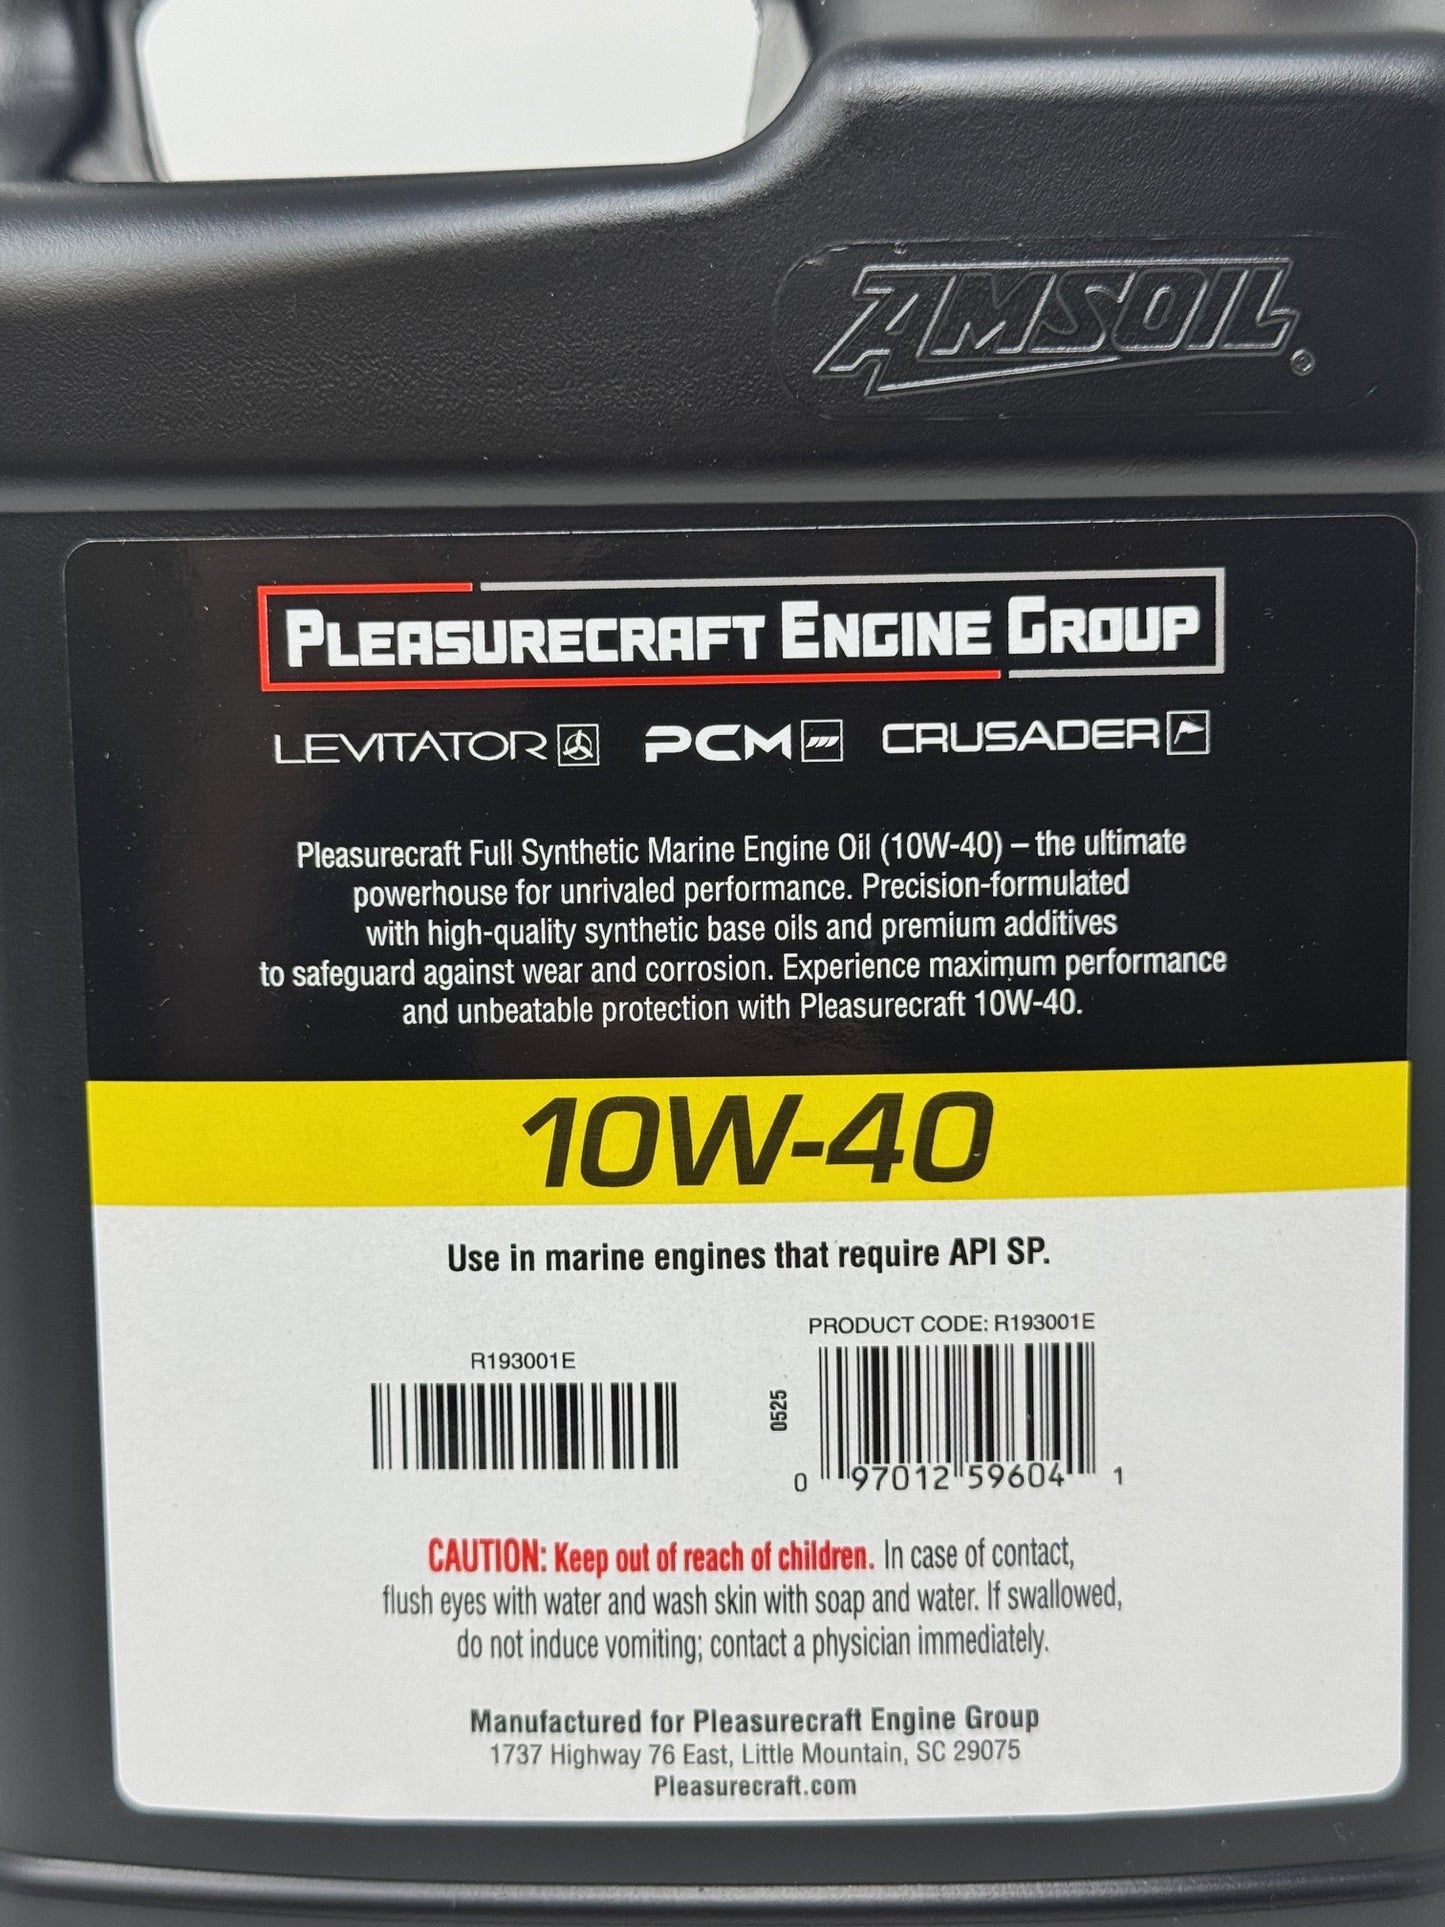 AMSOIL®
PLEASURECRAFT ENGINE GROUP
LEVITATOR PCM CRUSADER
Pleasurecraft Full Synthetic Marine Engine Oil (10W-40) – the ultimate
powerhouse for unrivaled performance. Precision-formulated
with high-quality synthetic base oils and premium additives
to safeguard against wear and corrosion. Experience maximum performance
and unbeatable protection with Pleasurecraft 10W-40.
10W-40
Use in marine engines that require API SP.
PRODUCT CODE: R193001E
R193001E
0525
0 97012 59604 1
CAUTION: Keep out of reach of children. In case of contact,
flush eyes with water and wash skin with soap and water. If swallowed,
do not induce vomiting; contact a physician immediately.
Manufactured for Pleasurecraft Engine Group
1737 Highway 76 East, Little Mountain, SC 29075
Pleasurecraft.com